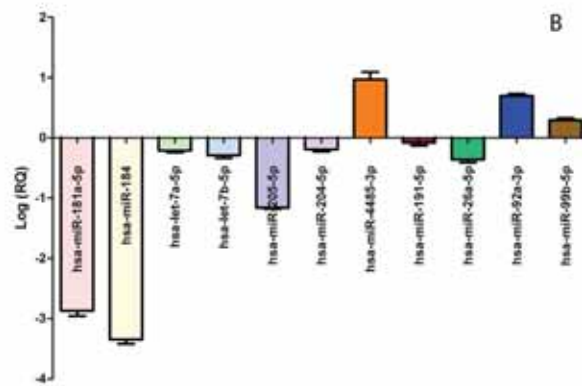 B
2
1
0
-1
-2
-3
-4
Log (RQ)
hsa-miR-181a-5p
hsa-miR-184
hsa-let-7a-5p
hsa-let-7b-5p
hsa-miR-205-5p
hsa-miR-204-5p
hsa-miR-4485-3p
hsa-miR-191-5p
hsa-miR-26a-5p
hsa-miR-92a-3p
hsa-miR-99b-5p